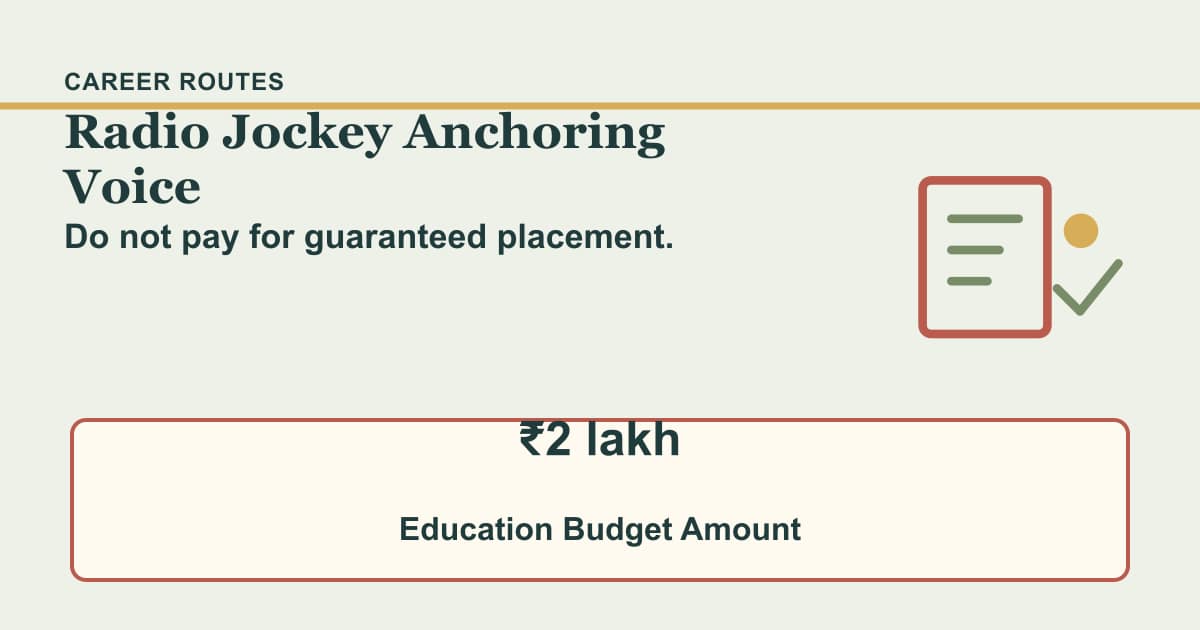 CAREER ROUTES
Radio Jockey Anchoring
Voice
Do not pay for guaranteed placement.
₹2 lakh
Education Budget Amount